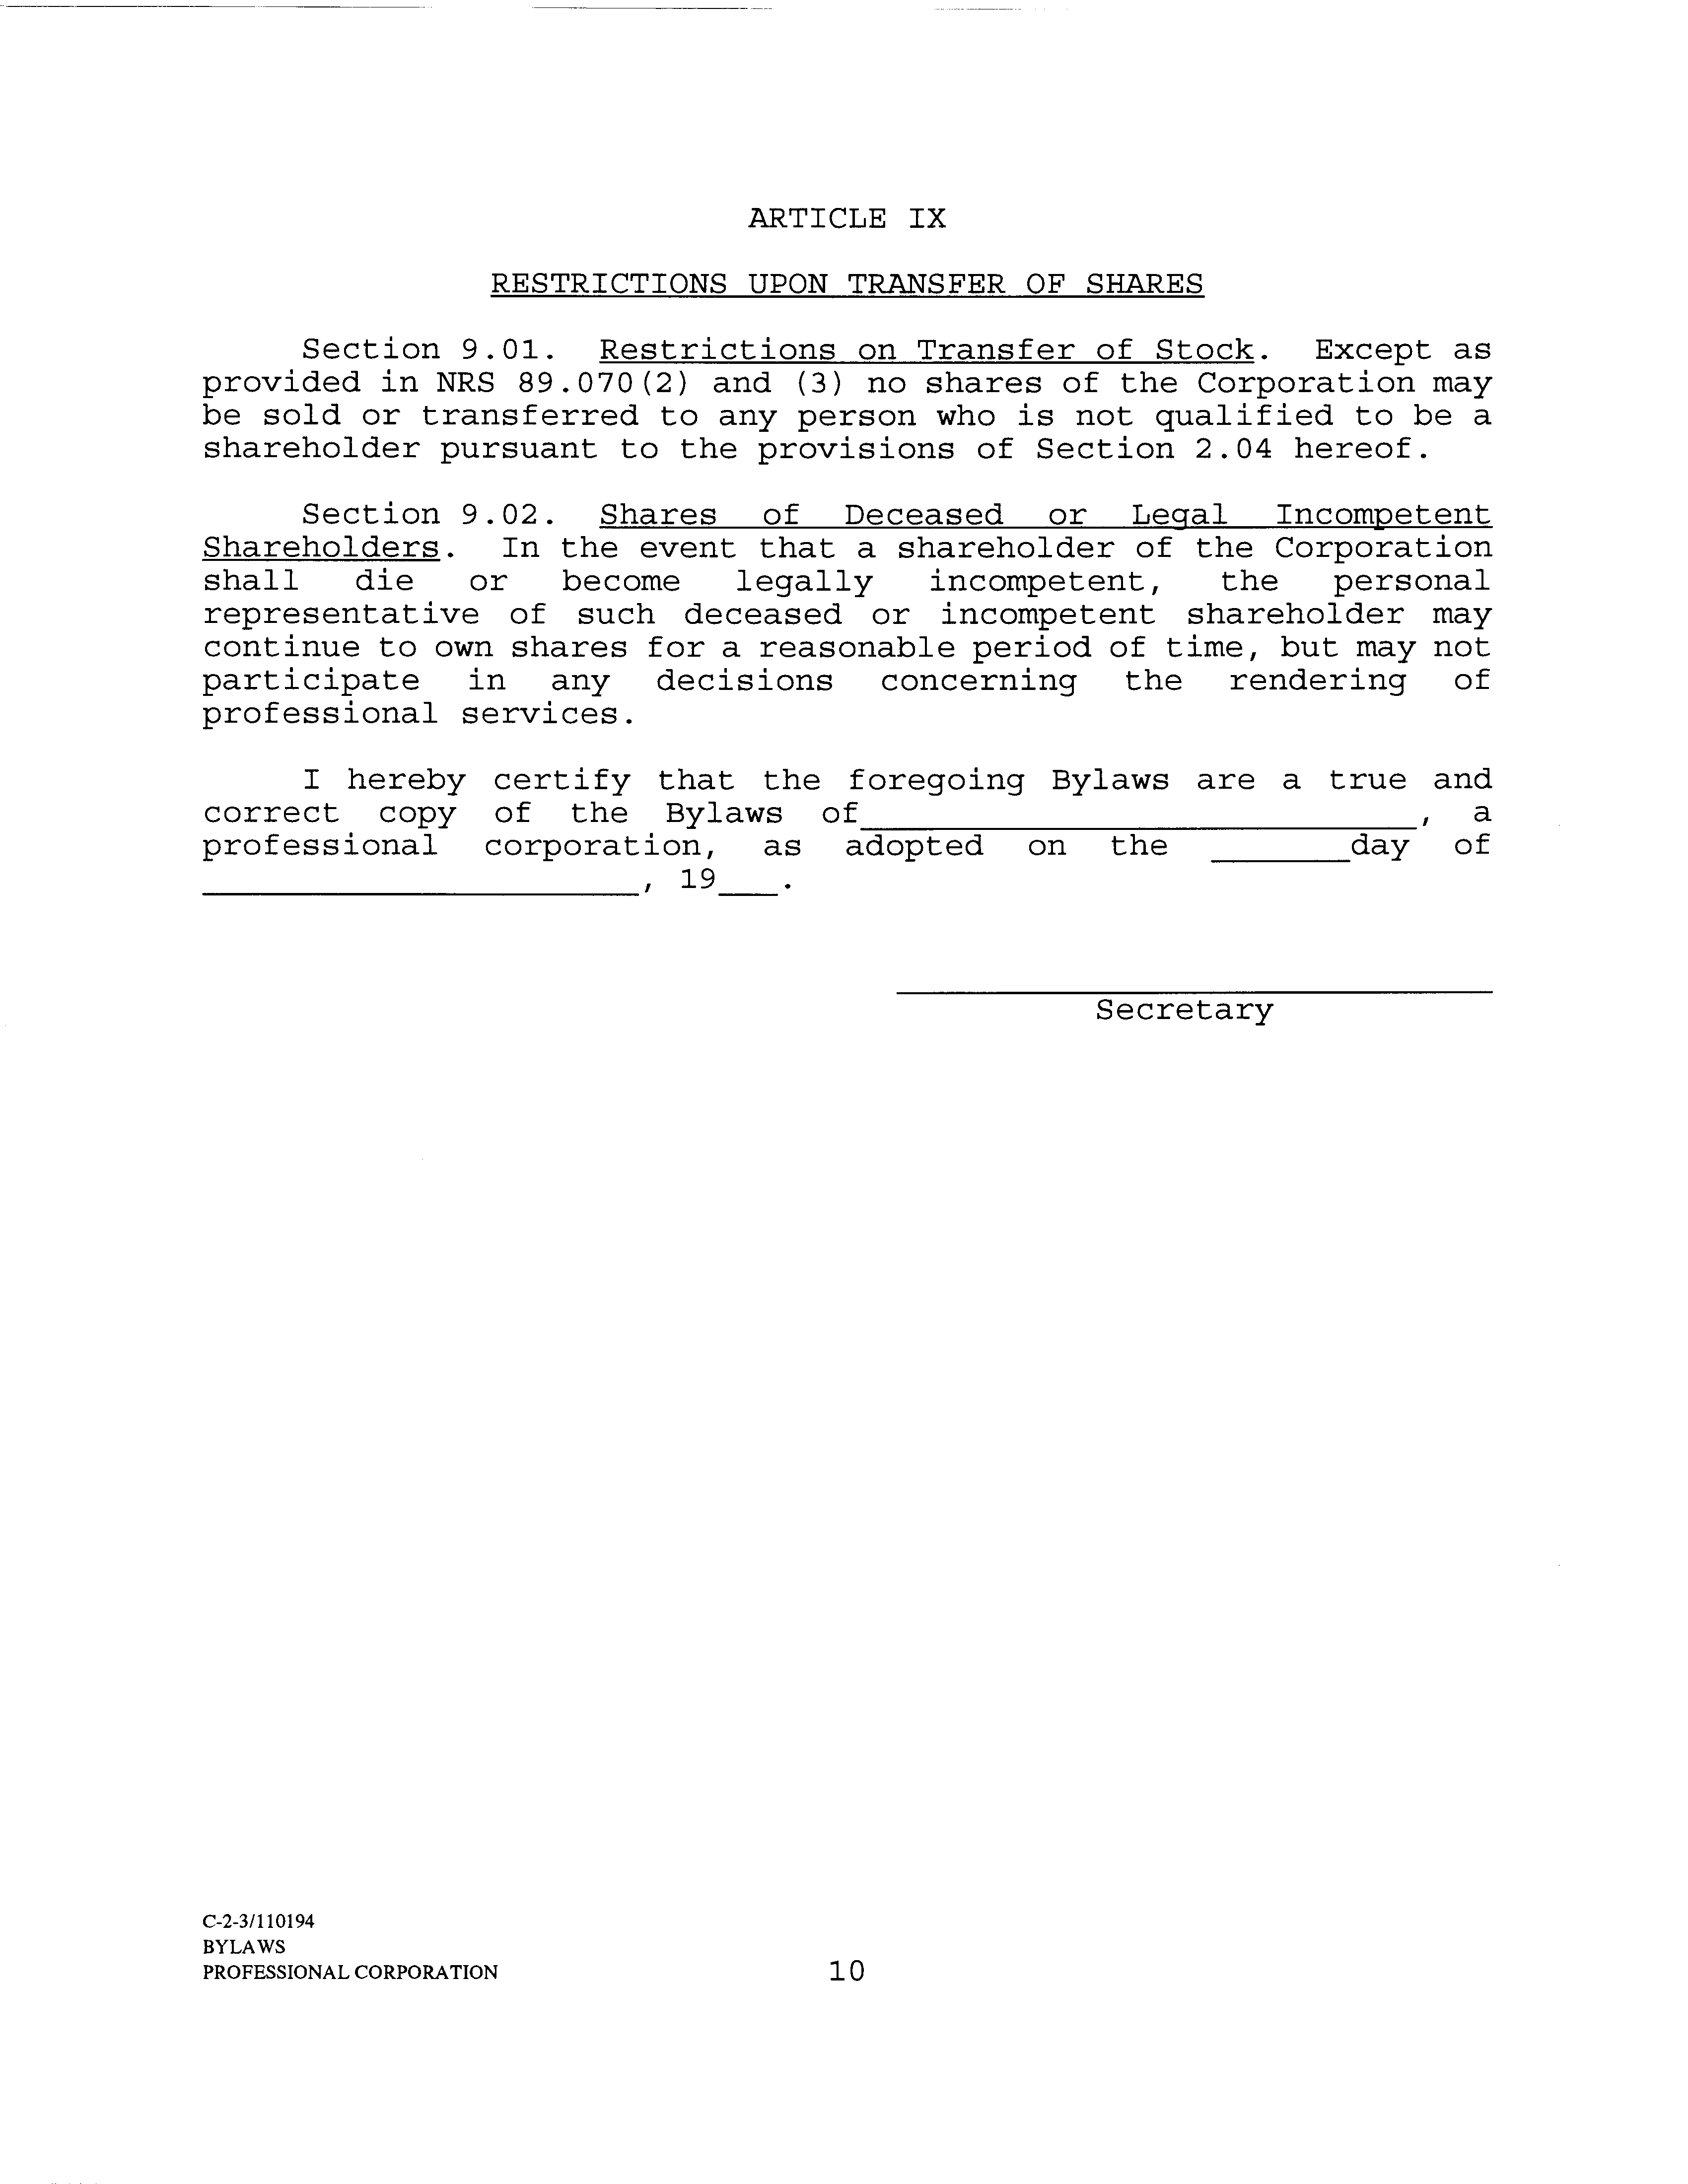 ARTICLE IX
RESTRICTIONS UPON TRANSFER OF SHARES
Section 9.01. Restrictions on Transfer of Stock. Except as
provided in NRS 89.070(2) and (3) no shares of the Corporation may
be sold or transferred to any person who is not qualified to be a
shareholder pursuant to the provisions of Section 2.04 hereof.
Section 9.02. Shares of Deceased or Legal Incompetent
Shareholders. In the event that a shareholder of the Corporation
shall die or become legally incompetent, the personal
representative of such deceased or incompetent shareholder may
continue to own shares for a reasonable period of time, but may not
participate in any decisions concerning the rendering of
professional services.
I hereby certify that the foregoing Bylaws are a true and
correct copy of the Bylaws of____________________________, a
professional corporation, as adopted on the _______day of
______________________, 19___.
Secretary
C-2-3/110194
BYLAWS
PROFESSIONAL CORPORATION
10